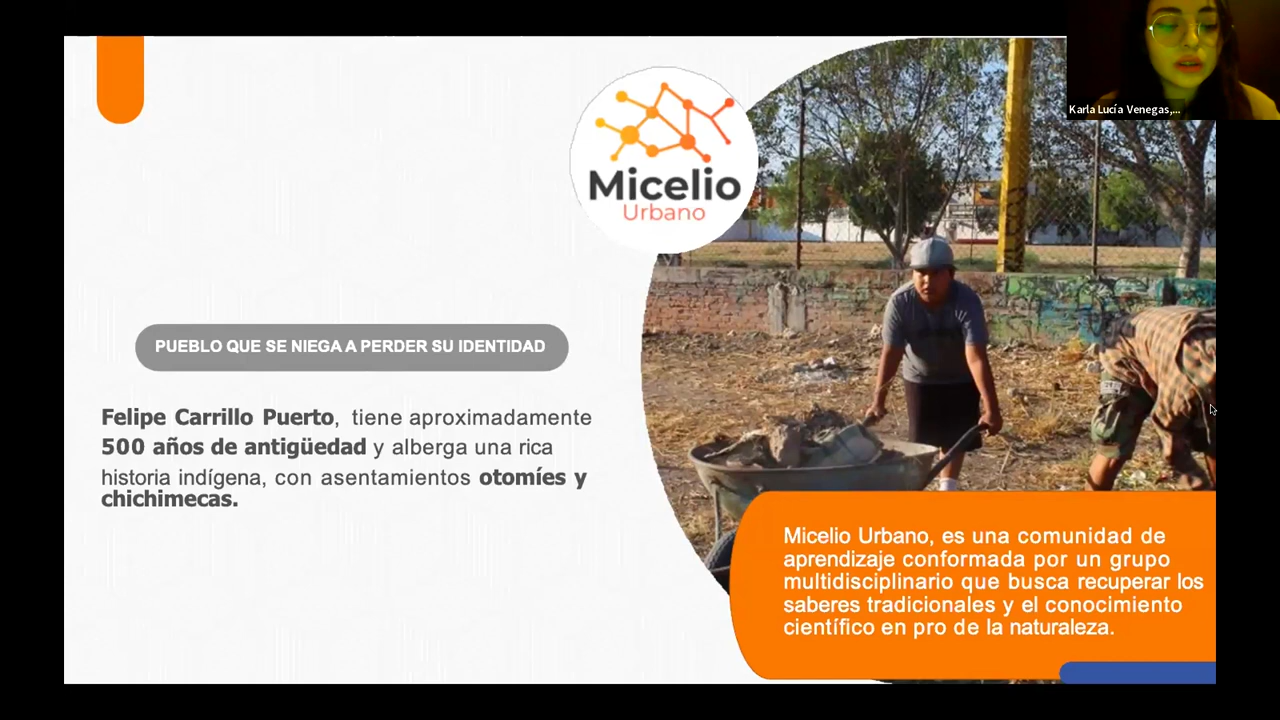 Karla Lucía Venegas,...
Micelio
Urbano
PUEBLO QUE SE NIEGA A PERDER SU IDENTIDAD
Felipe Carrillo Puerto, tiene aproximadamente
500 años de antigüedad y alberga una rica
historia indígena, con asentamientos otomíes y
chichimecas.
Micelio Urbano, es una comunidad de
aprendizaje conformada por un grupo
multidisciplinario que busca recuperar los
saberes tradicionales y el conocimiento
científico en pro de la naturaleza.